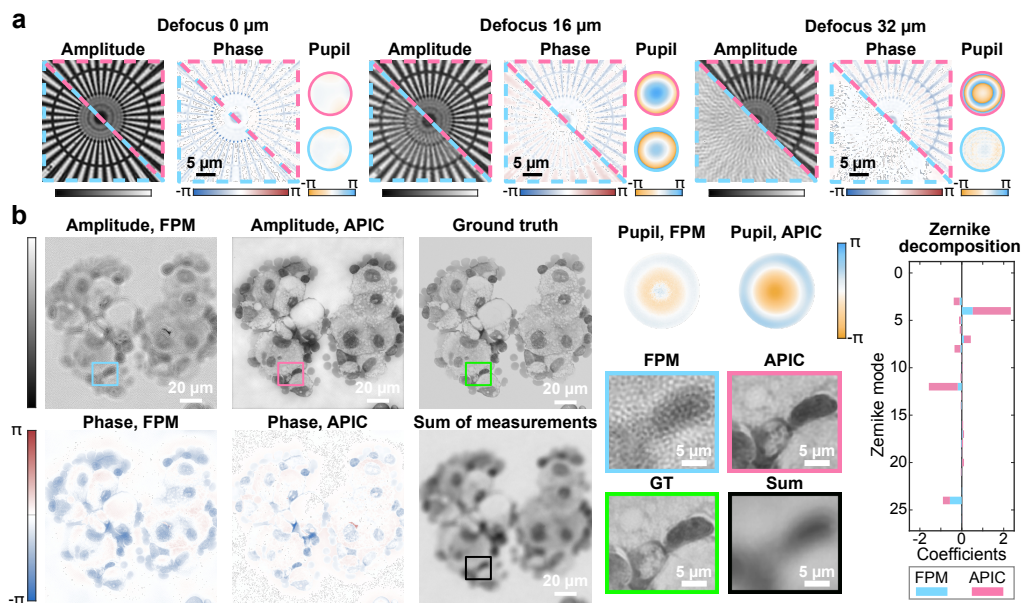 a
Defocus 0 μm
Defocus 16 μm
Defocus 32 μm
Amplitude
Phase
Pupil
Amplitude
Phase
Pupil
Amplitude
Phase
Pupil
5 μm
5 μm
5 μm
-π
π
-π
π
-π
π
-π
π
-π
π
-π
π
b
Amplitude, FPM
Amplitude, APIC
Ground truth
Pupil, FPM
Pupil, APIC
Zernike
decomposition
π
-π
20 μm
20 μm
20 μm
FPM
APIC
5 μm
5 μm
Phase, FPM
Phase, APIC
Sum of measurements
π
-π
20 μm
GT
Sum
5 μm
5 μm
Zernike mode
0
5
10
15
20
25
-2
0
2
Coefficients
FPM
APIC